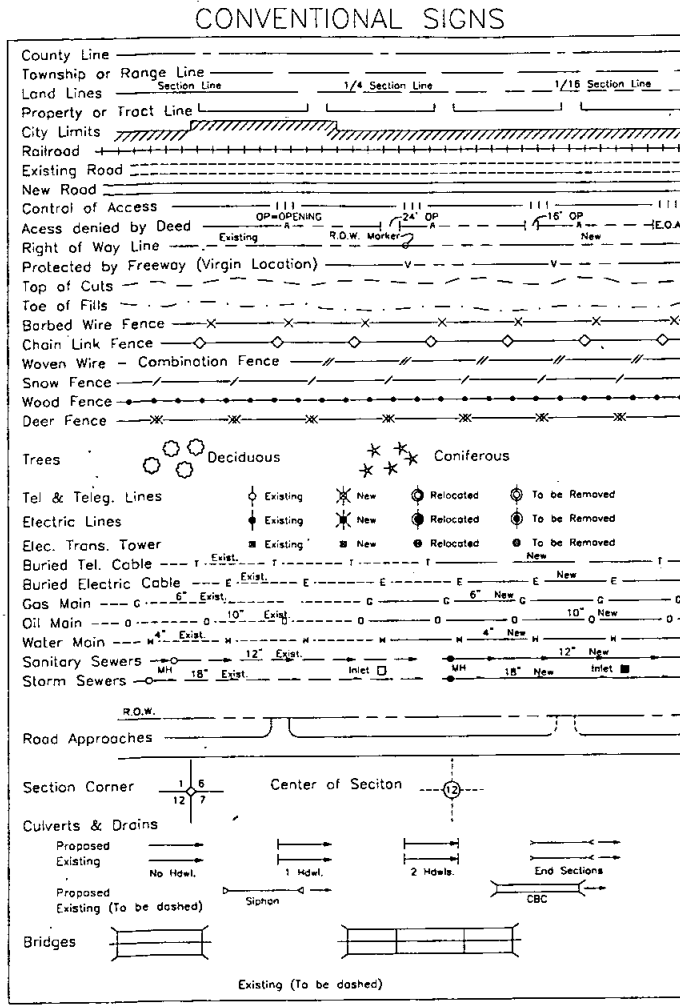 CONVENTIONAL SIGNS
County Line
Township or Range Line
Section Line 1/4 Section Line 1/16 Section Line
Land Lines
Property or Tract Line
City Limits
Railroad
Existing Road
New Road
Control of Access
OP=OPENING 24' OP 16' OP
Acess denied by Deed A A A E.O.A
Existing R.O.W. Marker New
Right of Way Line
Protected by Freeway (Virgin Location) V V
Top of Cuts
Toe of Fills
Barbed Wire Fence
Chain Link Fence
Woven Wire - Combination Fence
Snow Fence
Wood Fence
Deer Fence
Trees Deciduous Coniferous
Tel & Teleg. Lines Existing New Relocated To be Removed
Electric Lines Existing New Relocated To be Removed
Elec. Trans. Tower Existing New Relocated To be Removed
Buried Tel. Cable T Exist. T T T New T
Buried Electric Cable E Exist. E E E E New E
Gas Main G 6" Exist. G 6" New G G G
Oil Main O O 10" Exist. O O O O 10" New O O
Water Main W 4" Exist. W W W W 4" New W W
Sanitary Sewers 12" Exist. 12" New
MH Inlet MH Inlet
Storm Sewers 18" Exist. 18" New
R.O.W.
Road Approaches
Section Corner 1 6 12 7 Center of Seciton 12
Culverts & Drains
Proposed
Existing
No Hdwl. 1 Hdwl. 2 Hdwls. End Sections
Proposed
Siphon CBC
Existing (To be dashed)
Bridges
Existing (To be dashed)